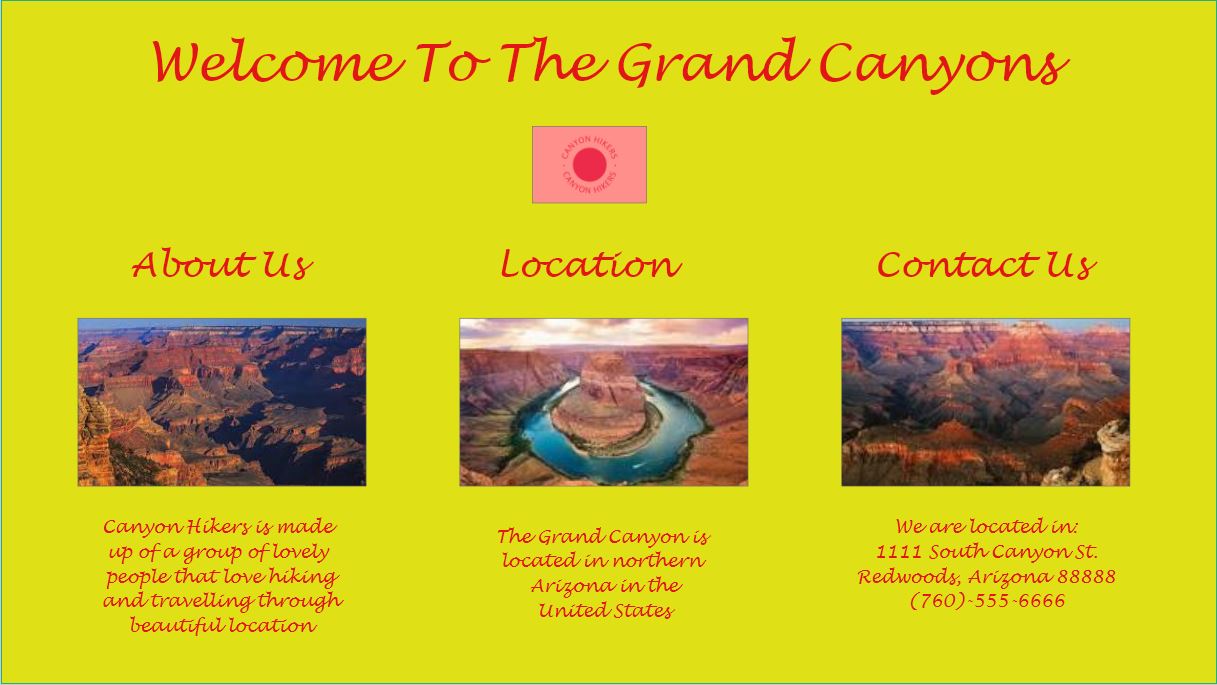 Welcome To The Grand Canyons
CANYON HIKERS
CANYON HIKERS
About Us
Location
Contact Us
Canyon Hikers is made
up of a group of lovely
people that love hiking
and travelling through
beautiful location
The Grand Canyon is
located in northern
Arizona in the
United States
We are located in:
1111 South Canyon St.
Redwoods, Arizona 88888
(760)-555-6666